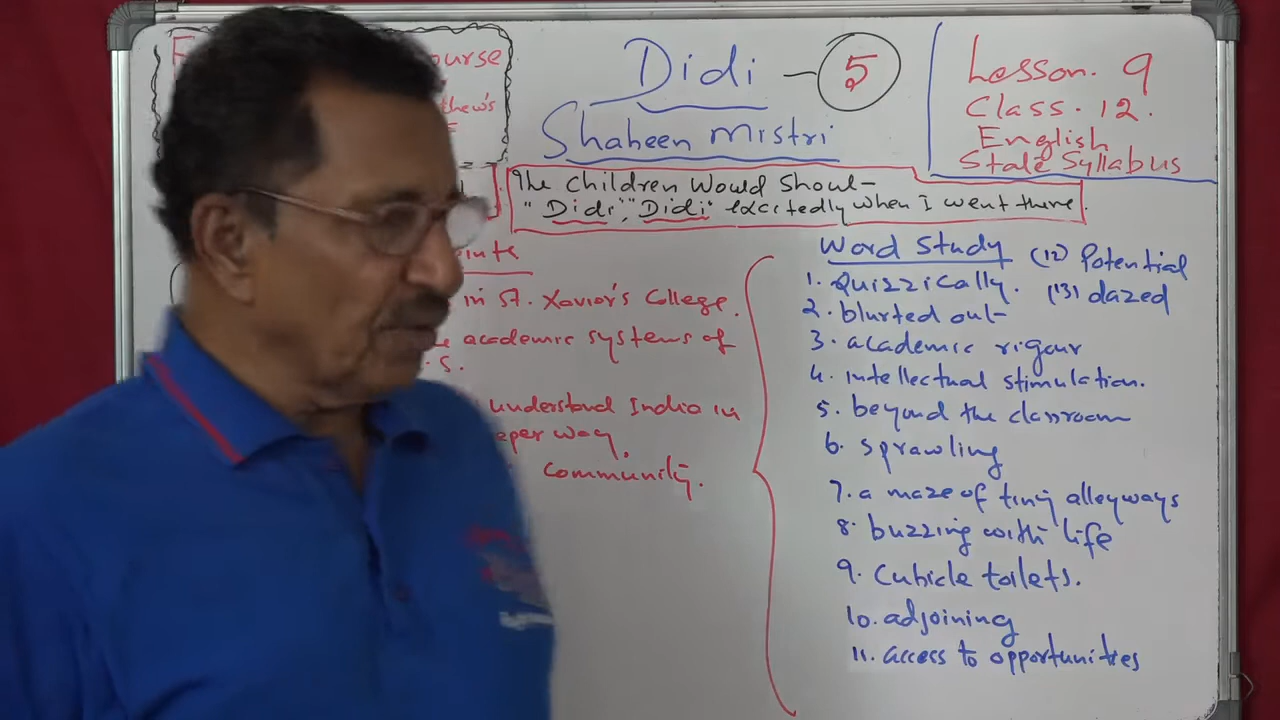 Didi - 5
Shaheen Mistri
Lesson. 9
Class. 12.
English
State Syllabus
The Children Would Shout-
"Didi", "Didi" excitedly when I went there.
in St. Xavior's College.
academic systems of
S.
understand India in
eper way.
community.
Word Study
1. Quizzically.
2. blurted out-
3. academic rigour
4. intellectual stimulation.
5. beyond the classroom
6. Sprawling
7. a maze of tiny alleyways
8. buzzing with life
9. Cubicle toilets.
10. adjoining
11. access to opportunities
(12) Potential
(13) dazed